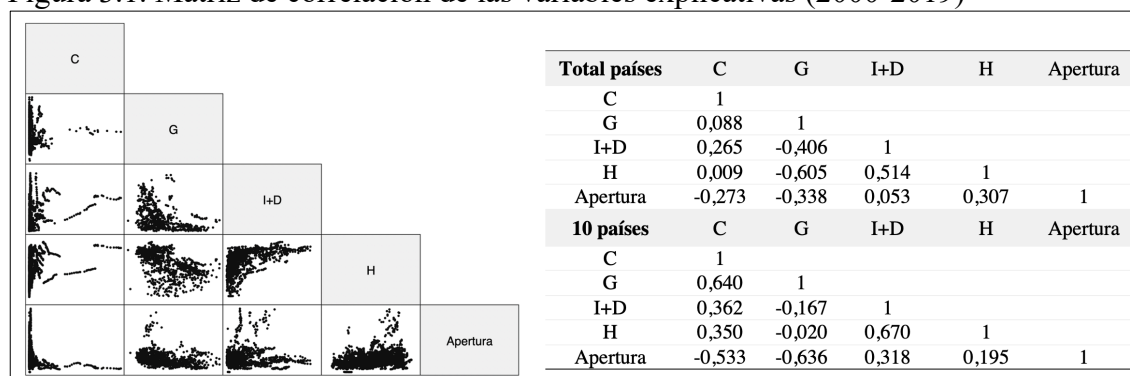 Figura 3.1. Matriz de correlación de las variables explicativas (2000-2019)
C
G
I+D
H
Apertura
Total países C G I+D H Apertura
C 1
G 0,088 1
I+D 0,265 -0,406 1
H 0,009 -0,605 0,514 1
Apertura -0,273 -0,338 0,053 0,307 1
10 países C G I+D H Apertura
C 1
G 0,640 1
I+D 0,362 -0,167 1
H 0,350 -0,020 0,670 1
Apertura -0,533 -0,636 0,318 0,195 1